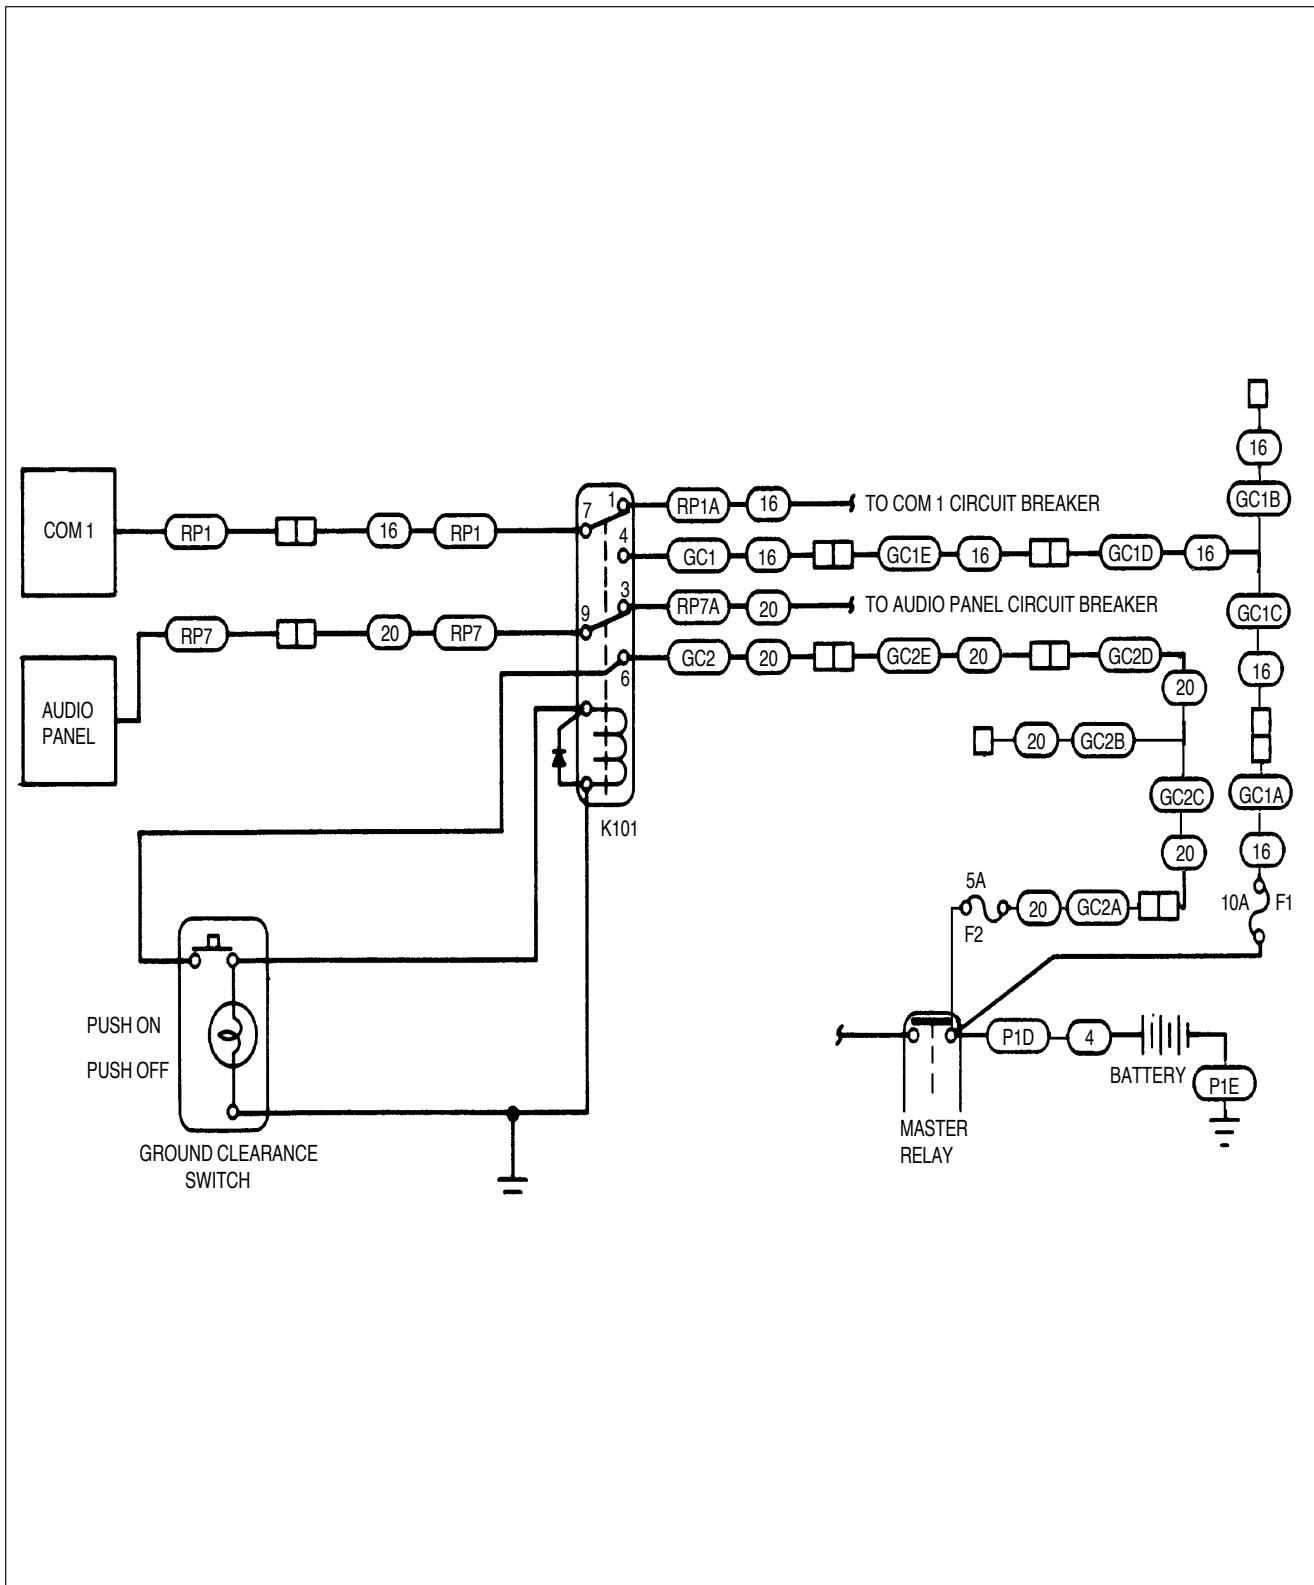 16
GC1B
COM 1
RP1
16
RP1
7
1
RP1A
16
TO COM 1 CIRCUIT BREAKER
4
GC1
16
GC1E
16
GC1D
16
RP7
20
RP7
9
3
RP7A
20
TO AUDIO PANEL CIRCUIT BREAKER
GC1C
AUDIO
PANEL
6
GC2
20
GC2E
20
GC2D
20
16
20
GC2B
GC2C
GC1A
K101
20
16
5A
F2
20
GC2A
10A
F1
PUSH ON
PUSH OFF
P1D
4
BATTERY
P1E
MASTER
RELAY
GROUND CLEARANCE
SWITCH